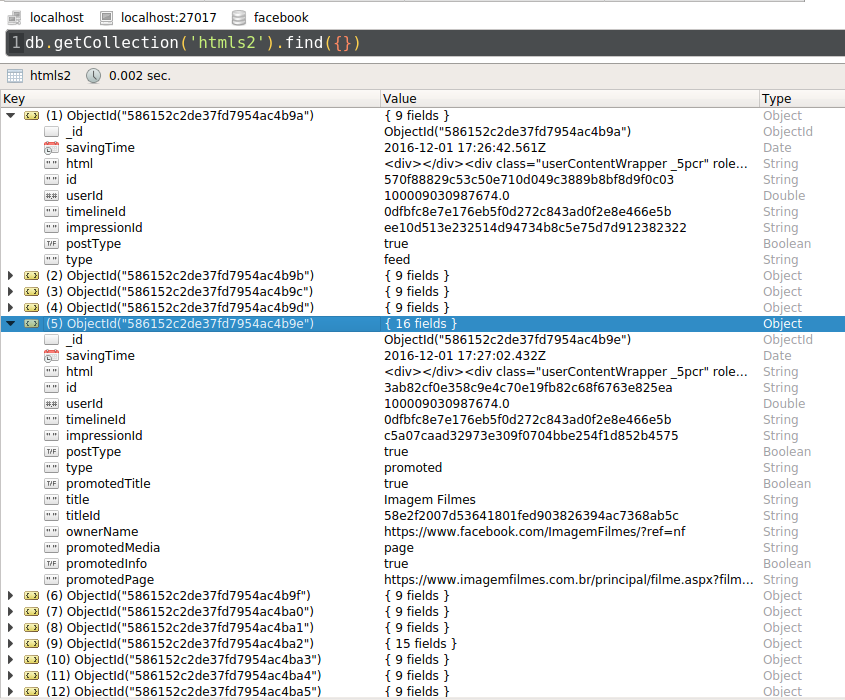 localhost localhost:27017 facebook
1 db.getCollection('htmls2').find({})
htmls2 0.002 sec.
Key Value Type
(1) ObjectId("586152c2de37fd7954ac4b9a") { 9 fields } Object
_id ObjectId("586152c2de37fd7954ac4b9a") ObjectId
savingTime 2016-12-01 17:26:42.561Z Date
" " html <div></div><div class="userContentWrapper _5pcr" role... String
" " id 570f88829c53c50e710d049c3889b8bf8d9f0c03 String
## userId 100009030987674.0 Double
" " timelineId 0dfbfc8e7e176eb5f0d272c843ad0f2e8e466e5b String
" " impressionId ee10d513e232514d94734b8c5e75d7d912382322 String
T/F postType true Boolean
" " type feed String
(2) ObjectId("586152c2de37fd7954ac4b9b") { 9 fields } Object
(3) ObjectId("586152c2de37fd7954ac4b9c") { 9 fields } Object
(4) ObjectId("586152c2de37fd7954ac4b9d") { 9 fields } Object
(5) ObjectId("586152c2de37fd7954ac4b9e") { 16 fields } Object
_id ObjectId("586152c2de37fd7954ac4b9e") ObjectId
savingTime 2016-12-01 17:27:02.432Z Date
" " html <div></div><div class="userContentWrapper _5pcr" role... String
" " id 3ab82cf0e358c9e4c70e19fb82c68f6763e825ea String
## userId 100009030987674.0 Double
" " timelineId 0dfbfc8e7e176eb5f0d272c843ad0f2e8e466e5b String
" " impressionId c5a07caad32973e309f0704bbe254f1d852b4575 String
T/F postType true Boolean
" " type promoted String
T/F promotedTitle true Boolean
" " title Imagem Filmes String
" " titleId 58e2f2007d53641801fed903826394ac7368ab5c String
" " ownerName https://www.facebook.com/ImagemFilmes/?ref=nf String
" " promotedMedia page String
T/F promotedInfo true Boolean
" " promotedPage https://www.imagemfilmes.com.br/principal/filme.aspx?film... String
(6) ObjectId("586152c2de37fd7954ac4b9f") { 9 fields } Object
(7) ObjectId("586152c2de37fd7954ac4ba0") { 9 fields } Object
(8) ObjectId("586152c2de37fd7954ac4ba1") { 9 fields } Object
(9) ObjectId("586152c2de37fd7954ac4ba2") { 15 fields } Object
(10) ObjectId("586152c2de37fd7954ac4ba3") { 9 fields } Object
(11) ObjectId("586152c2de37fd7954ac4ba4") { 9 fields } Object
(12) ObjectId("586152c2de37fd7954ac4ba5") { 9 fields } Object